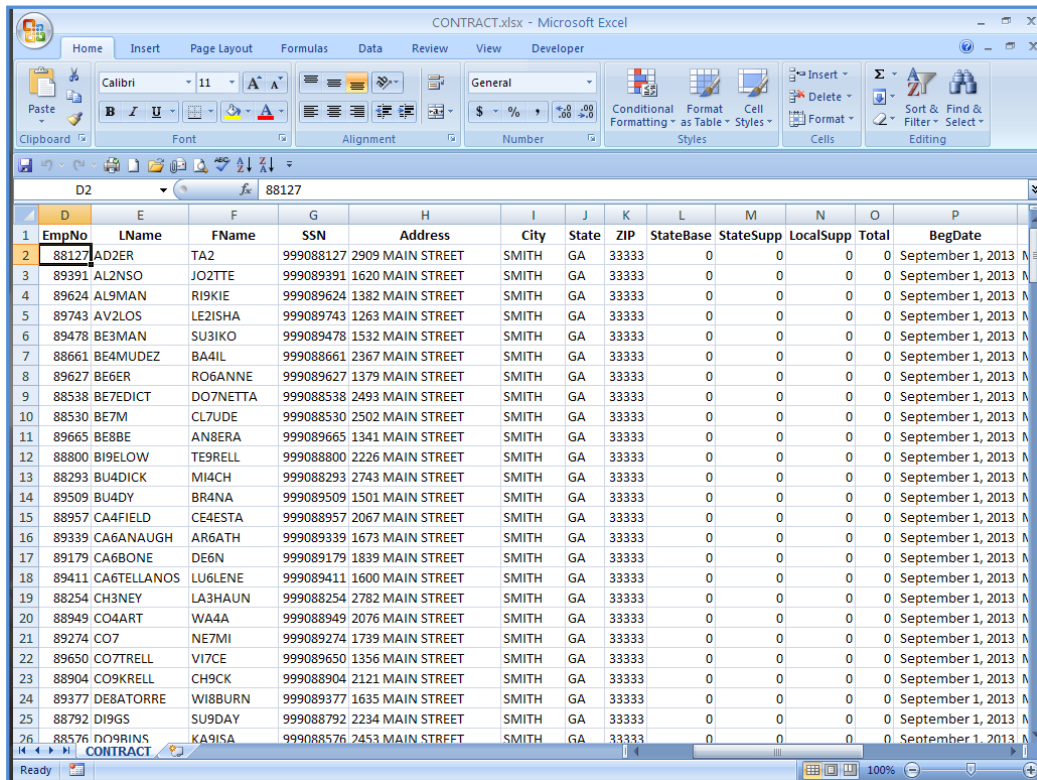 CONTRACT.xlsx - Microsoft Excel
Home Insert Page Layout Formulas Data Review View Developer
Paste
Calibri 11 A A
B I U A
General
$ % , .00 .00
Conditional Formatting Format as Table Cell Styles
Insert
Delete
Format
Σ
Sort & Filter Find & Select
Clipboard Font Alignment Number Styles Cells Editing
D2 fx 88127
D E F G H I J K L M N O P
1 EmpNo LName FName SSN Address City State ZIP StateBase StateSupp LocalSupp Total BegDate
2 88127 AD2ER TA2 999088127 2909 MAIN STREET SMITH GA 33333 0 0 0 0 September 1, 2013
3 89391 AL2NSO JO2TTE 999089391 1620 MAIN STREET SMITH GA 33333 0 0 0 0 September 1, 2013
4 89624 AL9MAN RI9KIE 999089624 1382 MAIN STREET SMITH GA 33333 0 0 0 0 September 1, 2013
5 89743 AV2LOS LE2ISHA 999089743 1263 MAIN STREET SMITH GA 33333 0 0 0 0 September 1, 2013
6 89478 BE3MAN SU3IKO 999089478 1532 MAIN STREET SMITH GA 33333 0 0 0 0 September 1, 2013
7 88661 BE4MUDEZ BA4IL 999088661 2367 MAIN STREET SMITH GA 33333 0 0 0 0 September 1, 2013
8 89627 BE6ER RO6ANNE 999089627 1379 MAIN STREET SMITH GA 33333 0 0 0 0 September 1, 2013
9 88538 BE7EDICT DO7NETTA 999088538 2493 MAIN STREET SMITH GA 33333 0 0 0 0 September 1, 2013
10 88530 BE7M CL7UDE 999088530 2502 MAIN STREET SMITH GA 33333 0 0 0 0 September 1, 2013
11 89665 BE8BE AN8ERA 999089665 1341 MAIN STREET SMITH GA 33333 0 0 0 0 September 1, 2013
12 88800 BI9ELOW TE9RELL 999088800 2226 MAIN STREET SMITH GA 33333 0 0 0 0 September 1, 2013
13 88293 BU4DICK MI4CH 999088293 2743 MAIN STREET SMITH GA 33333 0 0 0 0 September 1, 2013
14 89509 BU4DY BR4NA 999089509 1501 MAIN STREET SMITH GA 33333 0 0 0 0 September 1, 2013
15 88957 CA4FIELD CE4ESTA 999088957 2067 MAIN STREET SMITH GA 33333 0 0 0 0 September 1, 2013
16 89339 CA6ANAUGH AR6ATH 999089339 1673 MAIN STREET SMITH GA 33333 0 0 0 0 September 1, 2013
17 89179 CA6BONE DE6N 999089179 1839 MAIN STREET SMITH GA 33333 0 0 0 0 September 1, 2013
18 89411 CA6TELLANOS LU6LENE 999089411 1600 MAIN STREET SMITH GA 33333 0 0 0 0 September 1, 2013
19 88254 CH3NEY LA3HAUN 999088254 2782 MAIN STREET SMITH GA 33333 0 0 0 0 September 1, 2013
20 88949 CO4ART WA4A 999088949 2076 MAIN STREET SMITH GA 33333 0 0 0 0 September 1, 2013
21 89274 CO7 NE7MI 999089274 1739 MAIN STREET SMITH GA 33333 0 0 0 0 September 1, 2013
22 89650 CO7TRELL VI7CE 999089650 1356 MAIN STREET SMITH GA 33333 0 0 0 0 September 1, 2013
23 88904 CO9KRELL CH9CK 999088904 2121 MAIN STREET SMITH GA 33333 0 0 0 0 September 1, 2013
24 89377 DE8ATORRE WI8BURN 999089377 1635 MAIN STREET SMITH GA 33333 0 0 0 0 September 1, 2013
25 88792 DI9GS SU9DAY 999088792 2234 MAIN STREET SMITH GA 33333 0 0 0 0 September 1, 2013
26 88576 DO9BINS KA9ISA 999088576 2453 MAIN STREET SMITH GA 33333 0 0 0 0 September 1, 2013
CONTRACT
Ready 100%